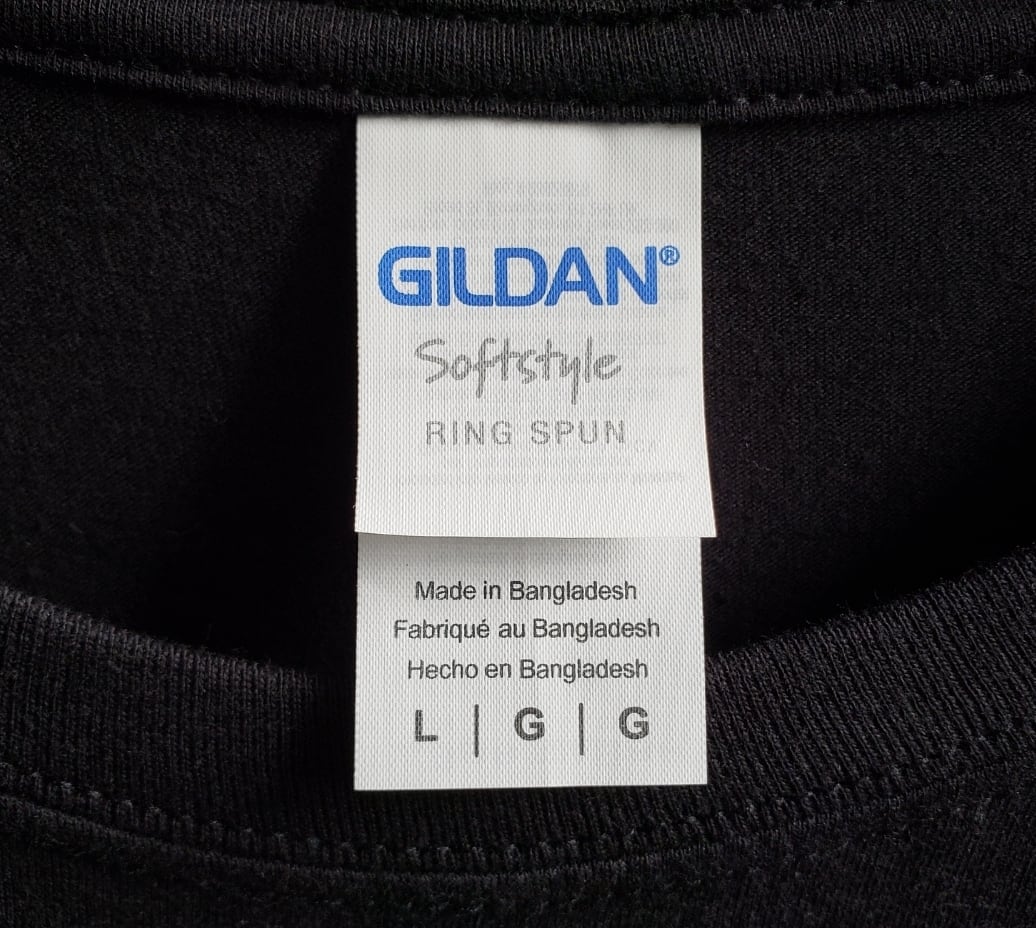 GILDAN®
Softstyle
RING SPUN
Made in Bangladesh
Fabriqué au Bangladesh
Hecho en Bangladesh
L | G | G